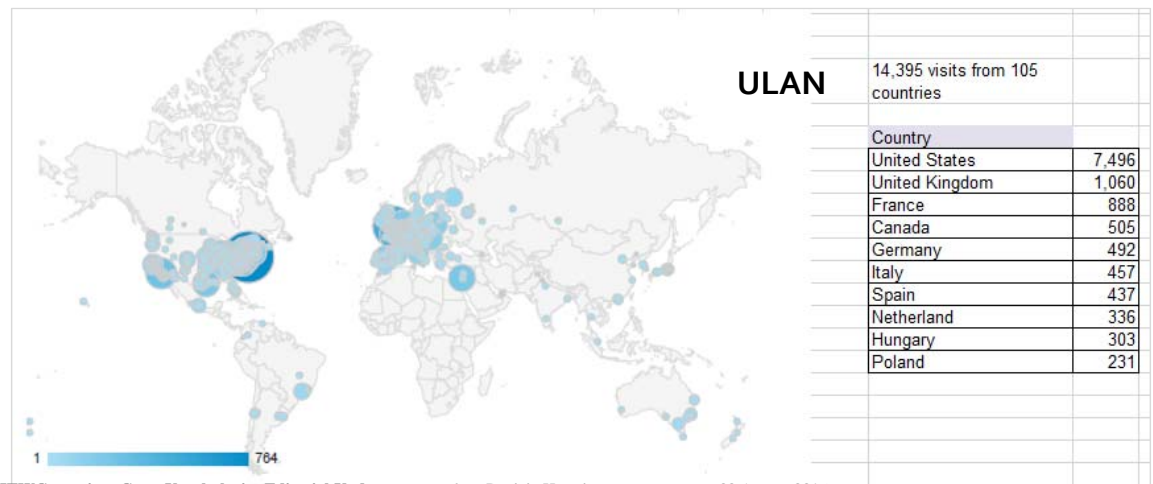 ULAN
14,395 visits from 105
countries
Country
United States 7,496
United Kingdom 1,060
France 888
Canada 505
Germany 492
Italy 457
Spain 437
Netherland 336
Hungary 303
Poland 231
1 764